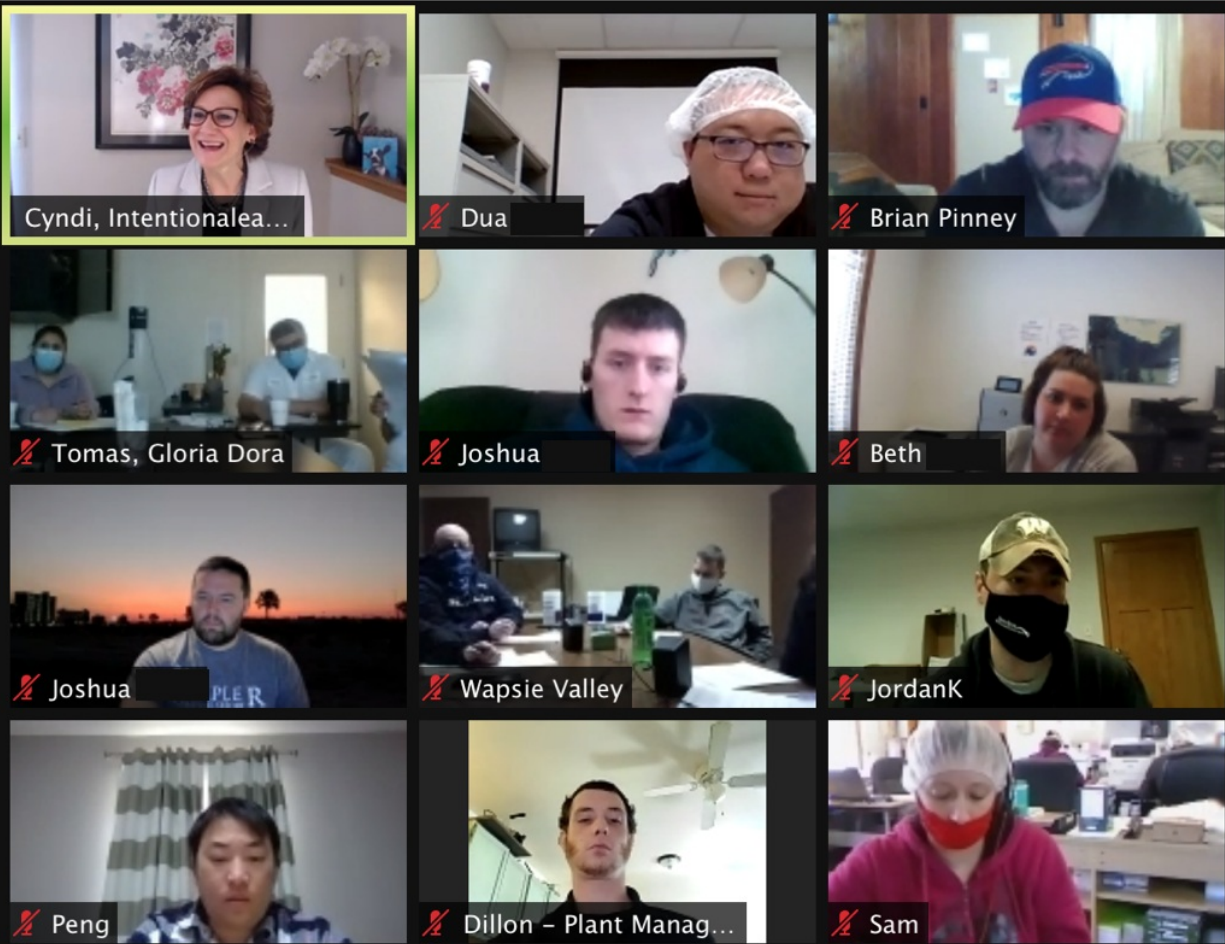 Cyndi, Intentionalea...
Dua
Brian Pinney
Tomas, Gloria Dora
Joshua
Beth
Joshua
PLE R
Wapsie Valley
JordanK
Peng
Dillon – Plant Manag...
Sam